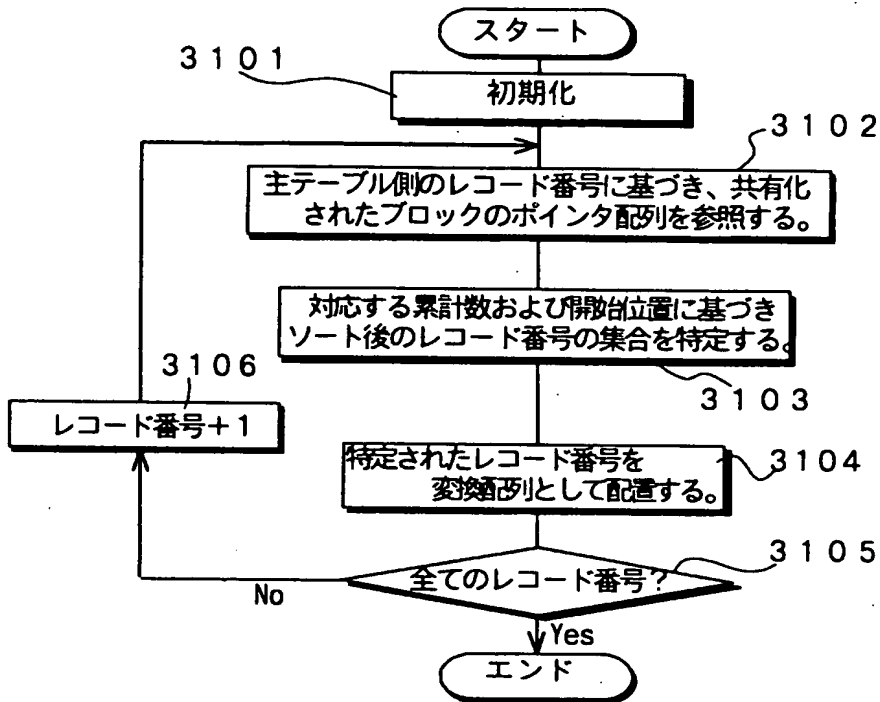 スタート
3101
初期化
3102
主テーブル側のレコード番号に基づき、共有化
されたブロックのポインタ配列を参照する。
対応する累計数および開始位置に基づき
ソート後のレコード番号の集合を特定する。
3103
3106
レコード番号+1
特定されたレコード番号を
変換配列として配置する。
3104
3105
全てのレコード番号?
No
Yes
エンド